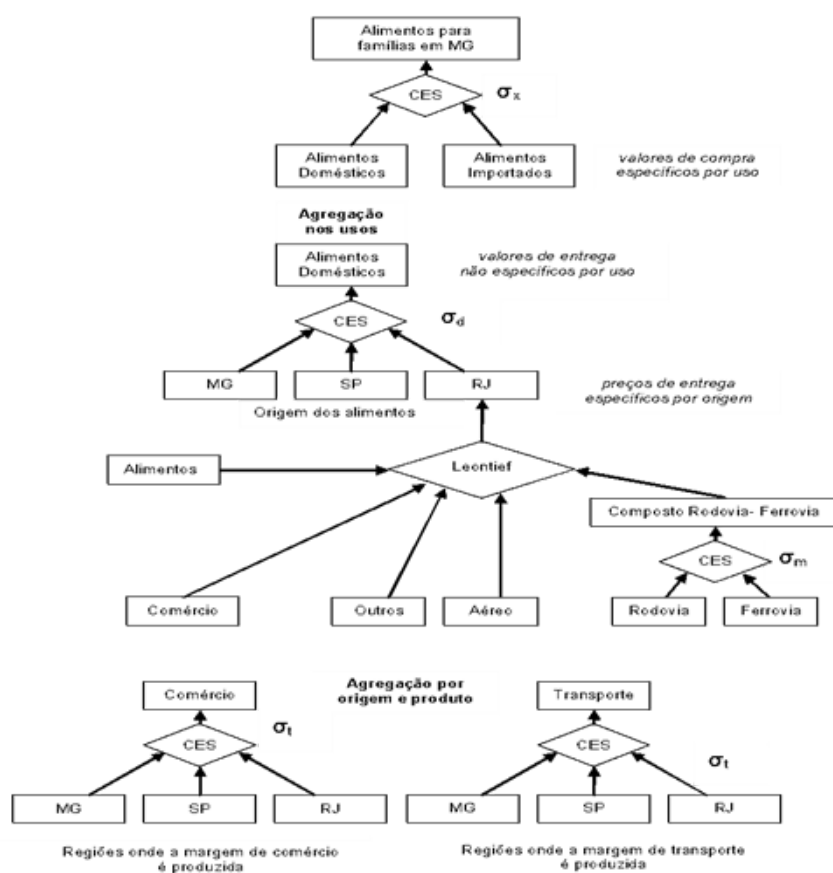 Alimentos para
famílias em MG
CES
σx
Alimentos
Domésticos
Alimentos
Importados
valores de compra
específicos por uso
Agregação
nos usos
Alimentos
Domésticos
valores de entrega
não específicos por uso
CES
σd
MG
SP
RJ
Origem dos alimentos
preços de entrega
específicos por origem
Alimentos
Leontief
Composto Rodovia- Ferrovia
CES
σm
Comércio
Outros
Aéreo
Rodovia
Ferrovia
Comércio
Agregação por
origem e produto
Transporte
CES
σt
CES
σt
MG
SP
RJ
MG
SP
RJ
Regiões onde a margem de comércio
é produzida
Regiões onde a margem de transporte
é produzida